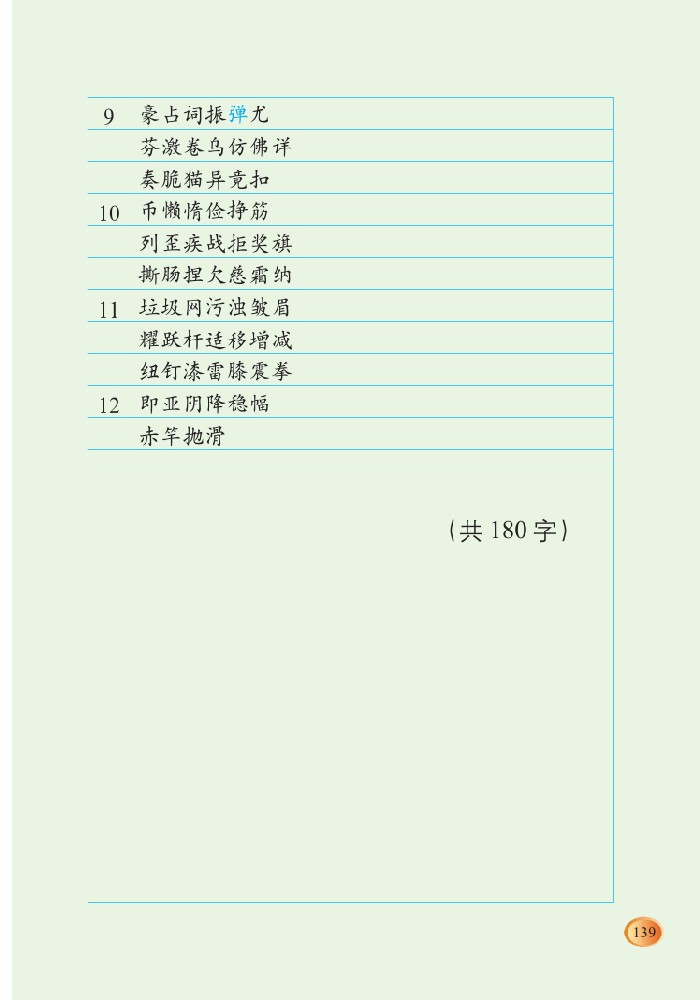 9 豪占词振弹尤
芬激卷乌仿佛详
奏脆猫异竟扣
10 币懒惰俭挣筋
列歪疾战拒奖旗
撕肠捏欠慈霜纳
11 垃圾网污浊皱眉
耀跃杆适移增减
纽钉漆雷膝震拳
12 即亚阴降稳幅
赤竿抛滑
(共 180 字)
139